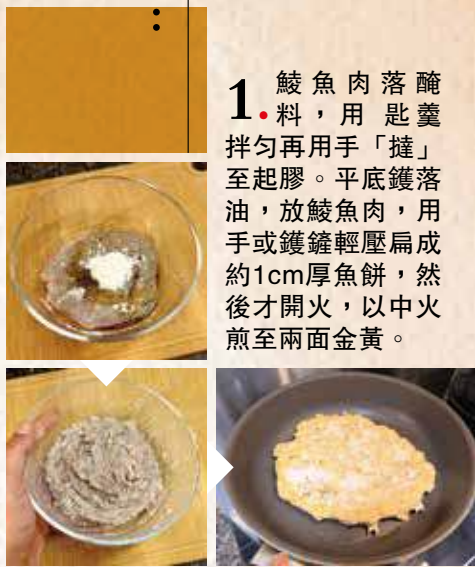 :
1. 鯪魚肉落醃
料，用 匙羹
拌勻再用手「撻」
至起膠。平底鑊落
油，放鯪魚肉，用
手或鑊鏟輕壓扁成
約1cm厚魚餅，然
後才開火，以中火
煎至兩面金黃。